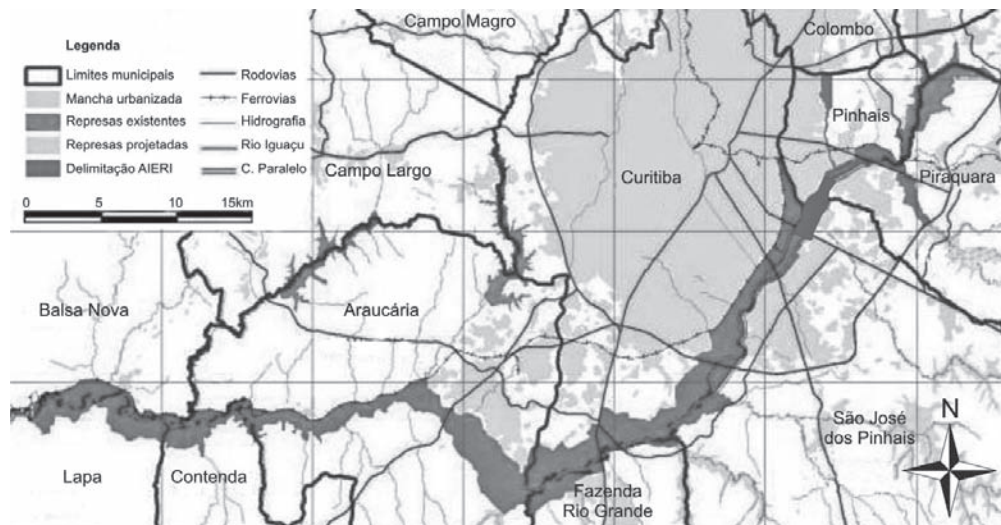 Legenda
Limites municipais
Mancha urbanizada
Represas existentes
Represas projetadas
Delimitação AIERI
Rodovias
Ferrovias
Hidrografia
Rio Iguaçu
C. Paralelo
0 5 10 15km
Campo Magro
Colombo
Pinhais
Campo Largo
Curitiba
Piraquara
Balsa Nova
Araucária
São José
dos Pinhais
N
Lapa
Contenda
Fazenda
Rio Grande